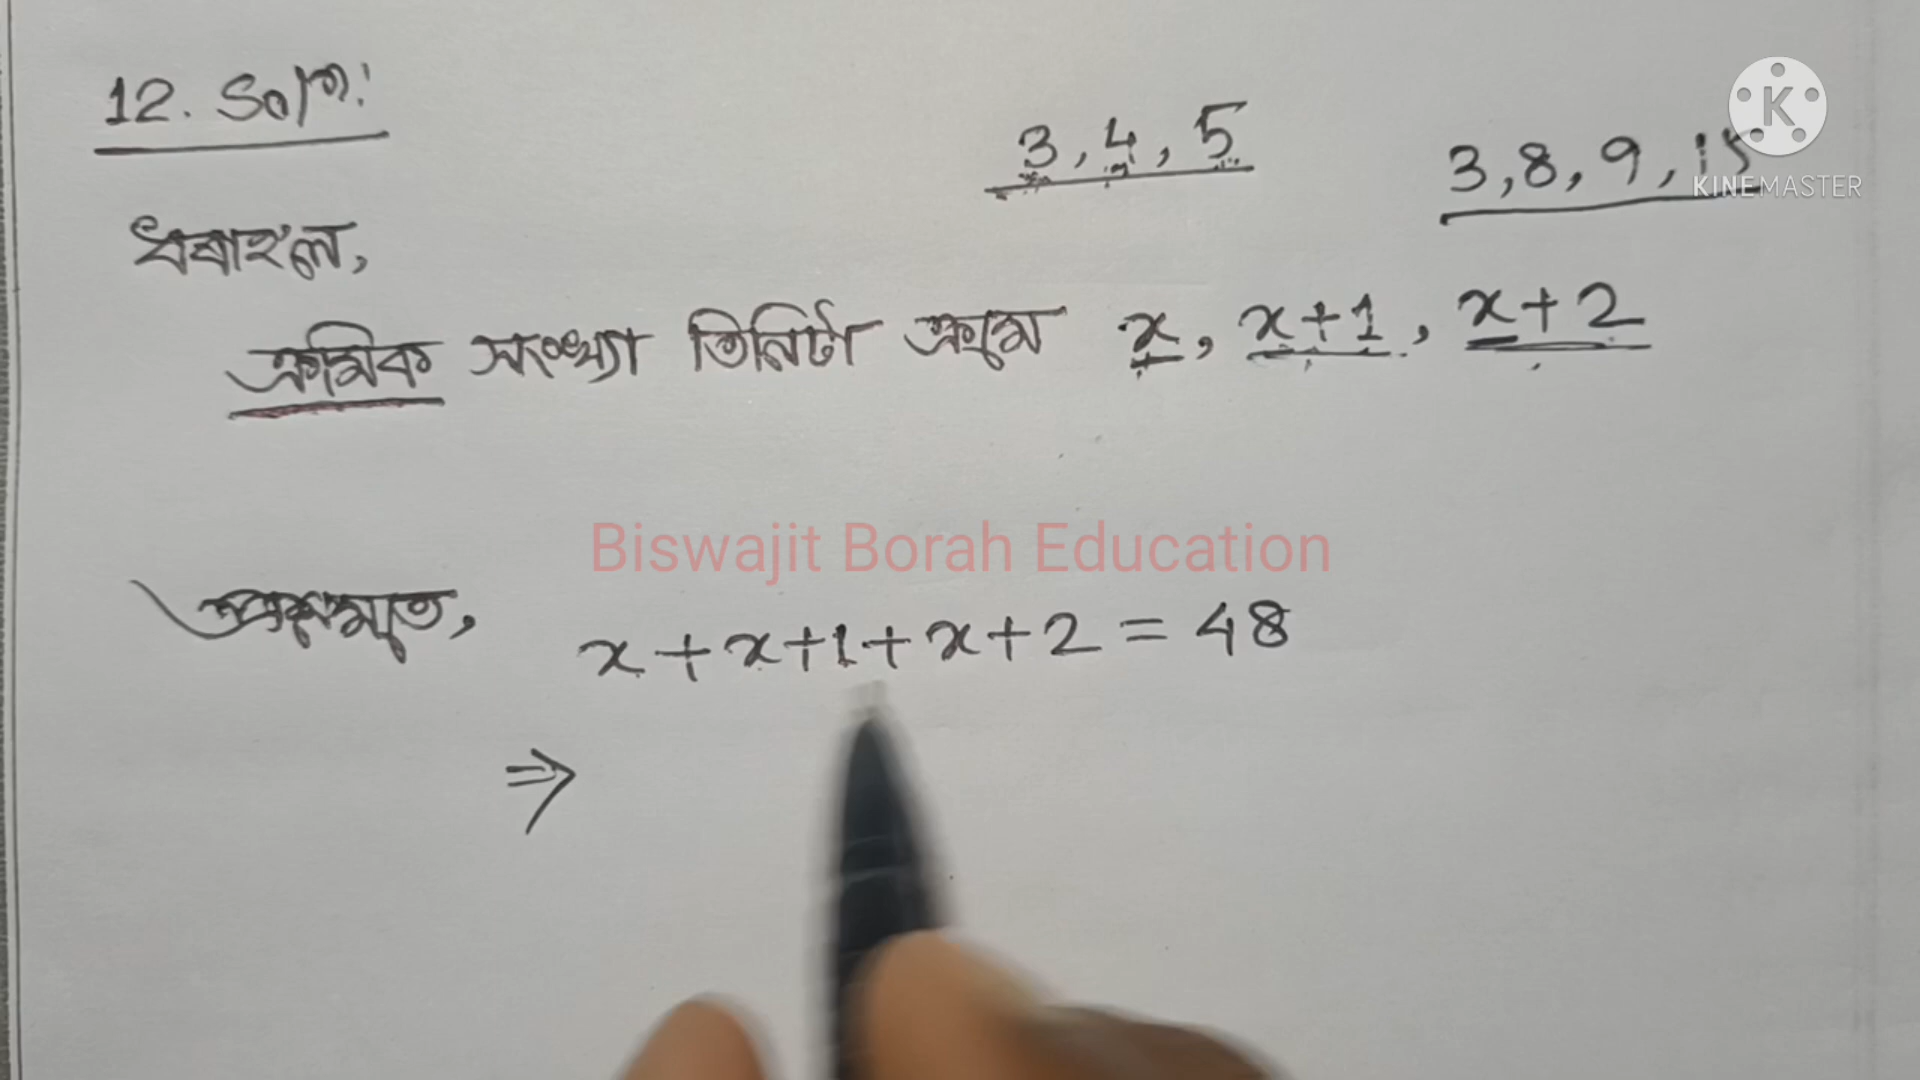 12. Soln:
3, 4, 5
3, 8, 9, 15
K
KINEMASTER
ধৰাহ'ল,
ক্ৰমিক সংখ্যা তিনিটা ক্ৰমে x, x+1, x+2
Biswajit Borah Education
প্ৰশ্নমতে, x + x+1 + x+2 = 48
⇒